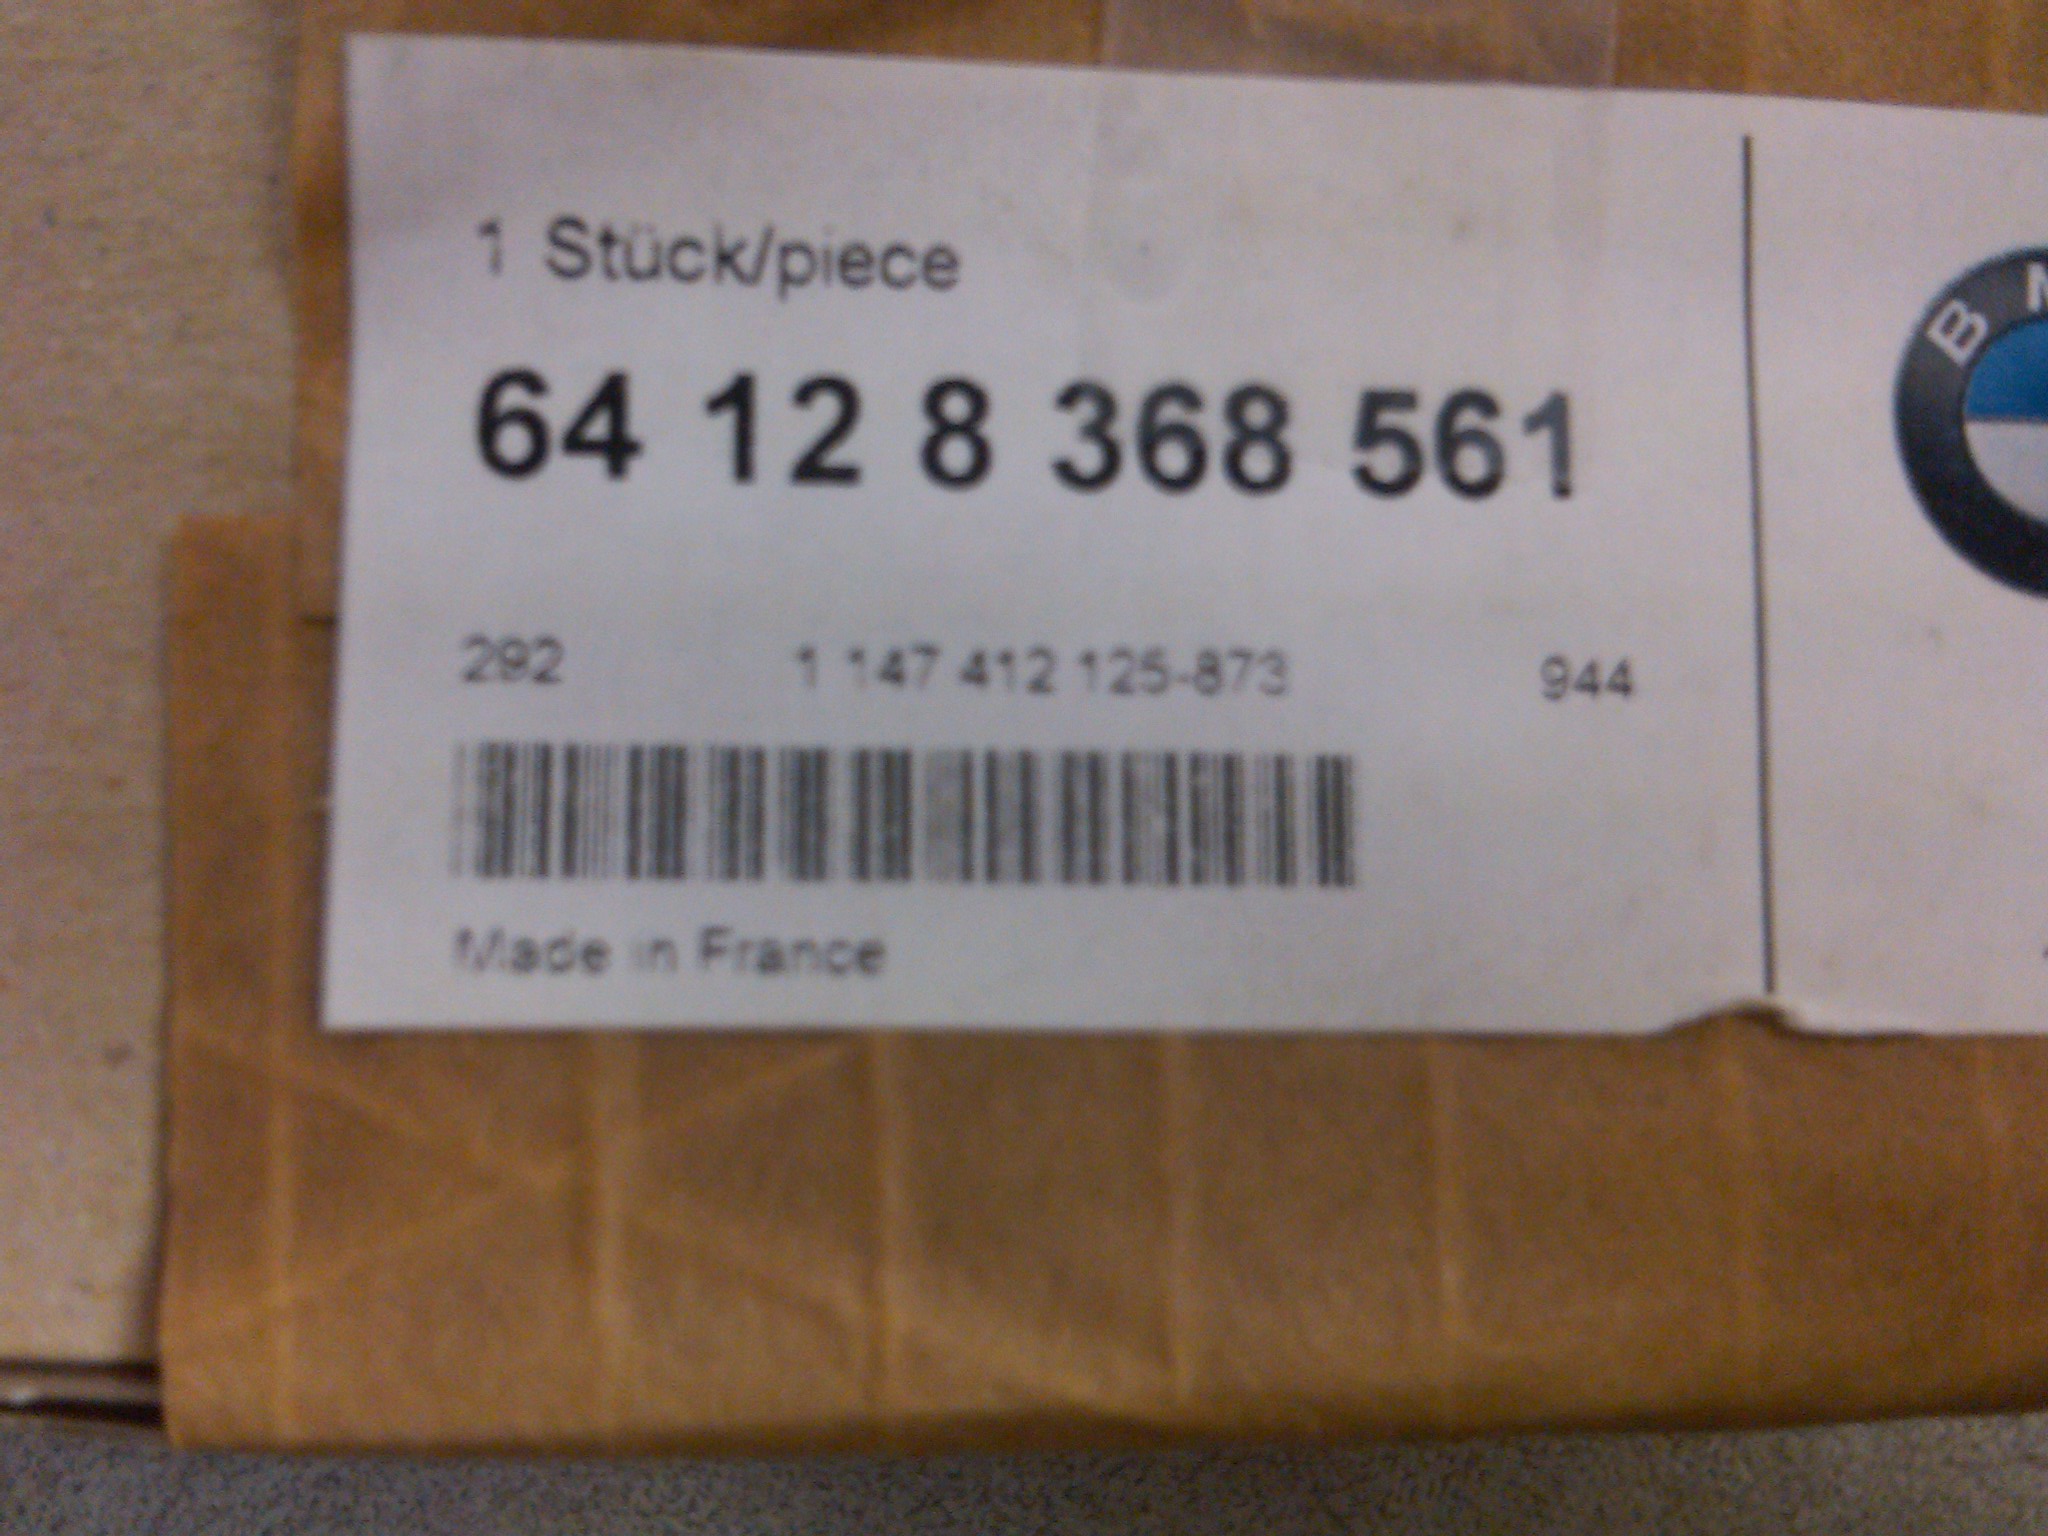 1 Stück/piece
64 12 8 368 561
292 1 147 412 125-873 944
Made in France
B M